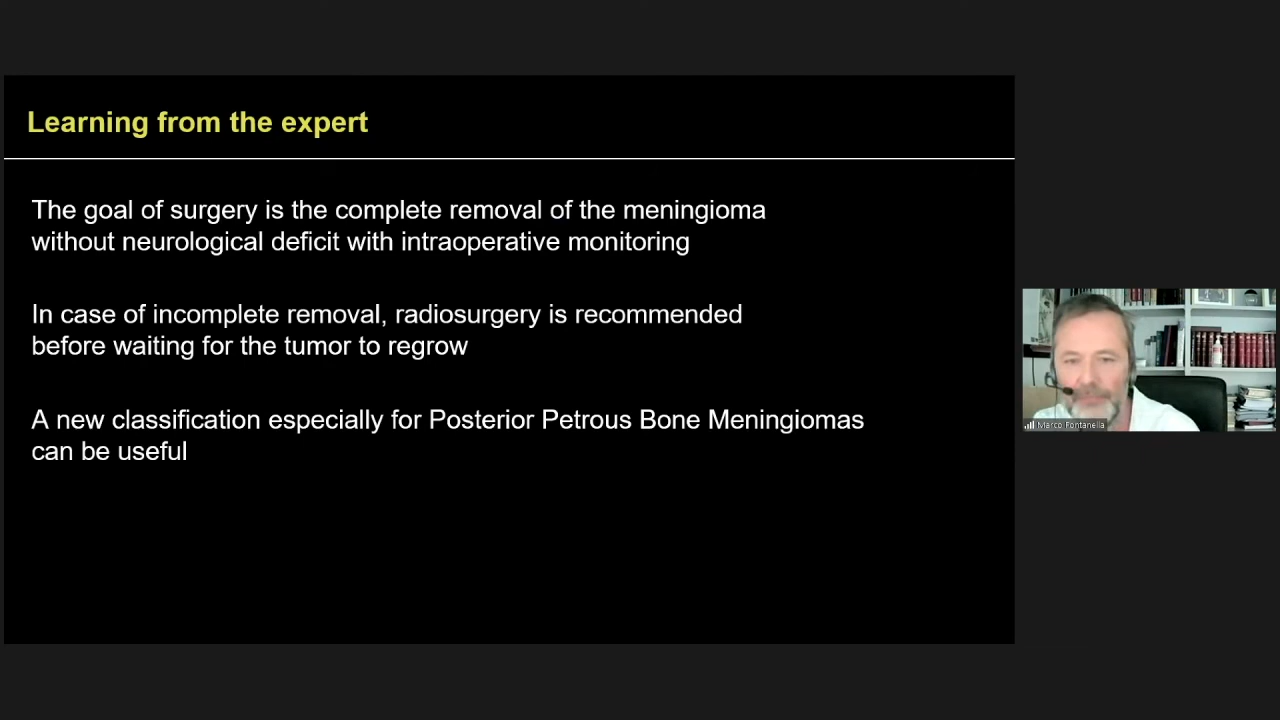 Learning from the expert
The goal of surgery is the complete removal of the meningioma
without neurological deficit with intraoperative monitoring
In case of incomplete removal, radiosurgery is recommended
before waiting for the tumor to regrow
A new classification especially for Posterior Petrous Bone Meningiomas
can be useful
Marco Fontanella